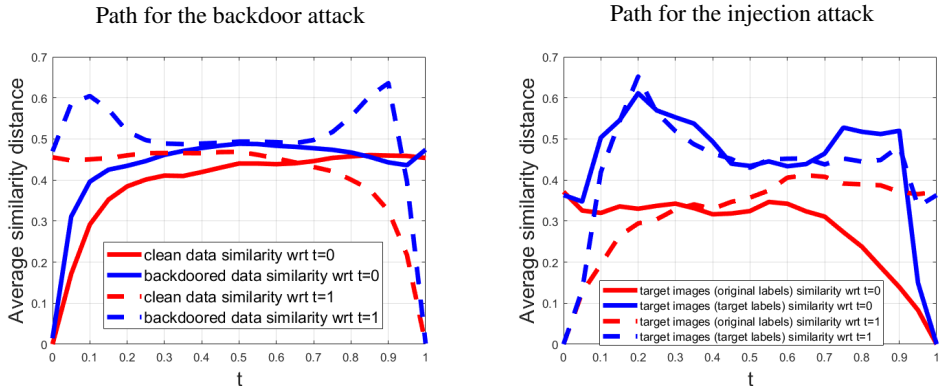 Path for the backdoor attack
Average similarity distance
0.7
0.6
0.5
0.4
0.3
0.2
0.1
0
clean data similarity wrt t=0
backdoored data similarity wrt t=0
clean data similarity wrt t=1
backdoored data similarity wrt t=1
0 0.1 0.2 0.3 0.4 0.5 0.6 0.7 0.8 0.9 1
t
Path for the injection attack
Average similarity distance
0.7
0.6
0.5
0.4
0.3
0.2
0.1
0
target images (original labels) similarity wrt t=0
target images (target labels) similarity wrt t=0
target images (original labels) similarity wrt t=1
target images (target labels) similarity wrt t=1
0 0.1 0.2 0.3 0.4 0.5 0.6 0.7 0.8 0.9 1
t